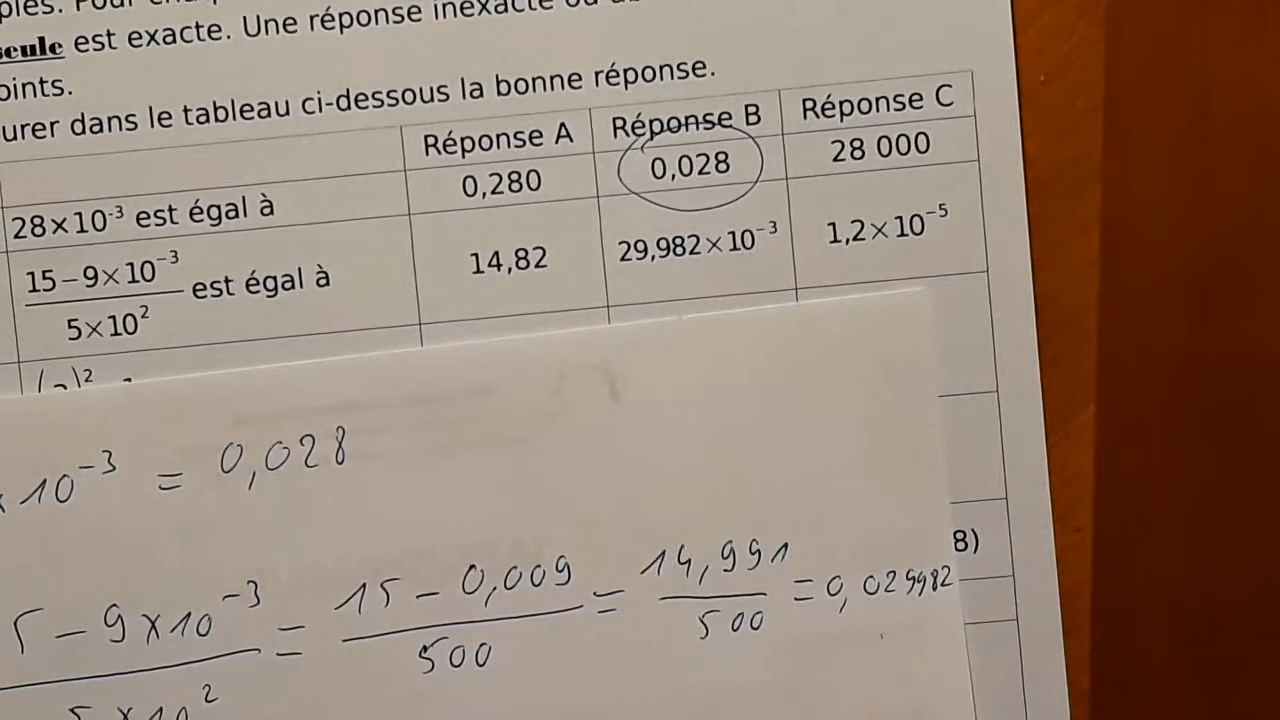 est exacte. Une réponse inexacte
dans le tableau ci-dessous la bonne réponse.
Réponse A Réponse B Réponse C
28×10⁻³ est égal à 0,280 0,028 28 000
15−9×10⁻³
5×10² est égal à 14,82 29,982×10⁻³ 1,2×10⁻⁵
8)
10⁻³ = 0,028
5 − 9×10⁻³ = 15 − 0,009 = 14,991 = 0,029982
5×10² 500 500